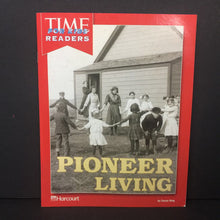 TIME
FOR KIDS
READERS
PIONEER
LIVING
Harcourt